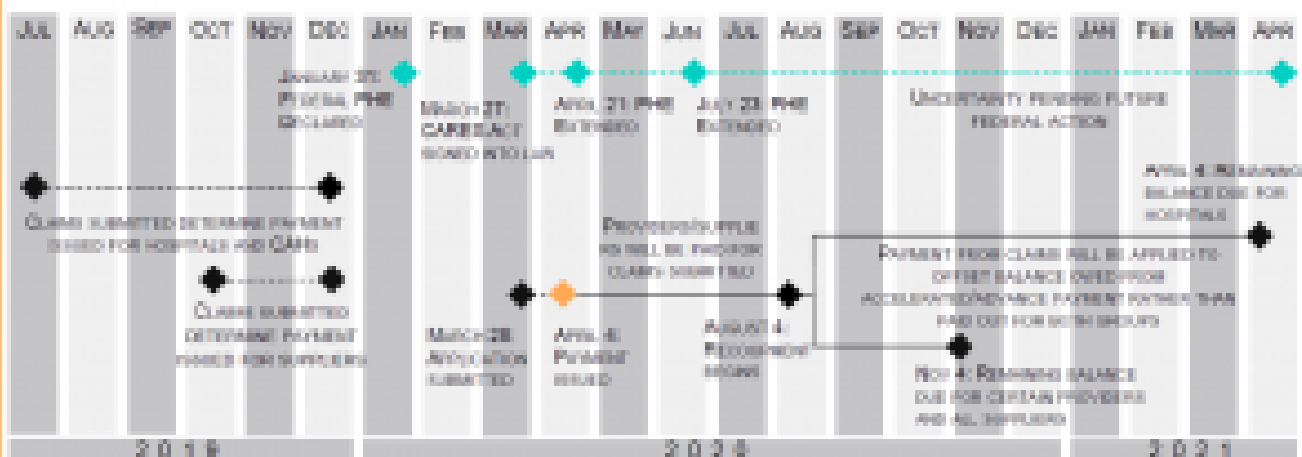 JUL AUG SEP OCT NOV DEC JAN FEB MAR APR MAY JUN JUL AUG SEP OCT NOV DEC JAN FEB MAR APR
JANUARY
FEDERAL PHE
DECLARED
MARCH 27:
CARES ACT
SIGNED INTO LAW
APRIL 21: PHE
EXTENDED
JULY 23: PHE
EXTENDED
UNCERTAINTY PENDING FUTURE
FEDERAL ACTION
CLAIMS SUBMITTED DETERMINE PAYMENT
ISSUED FOR HOSPITALS AND CAHS
CLAIMS SUBMITTED
DETERMINE PAYMENT
ISSUED FOR SUPPLIERS
MARCH 28:
APPLICATION
SUBMITTED
APRIL
PAYMENT
ISSUED
PROVIDERS/SUPPLIE
RS WILL BE PAID FOR
CLAIMS SUBMITTED
AUGUST
RECOUPMENT
BEGINS
APRIL 4: REMAINING
BALANCE DUE FOR
HOSPITALS
PAYMENT FROM CLAIMS WILL BE APPLIED TO
OFFSET BALANCE OWED FROM
ACCELERATED/ADVANCE PAYMENT RATHER THAN
PAID OUT FOR BOTH GROUPS
NOV 4: REMAINING BALANCE
DUE FOR CERTAIN PROVIDERS
AND ALL SUPPLIERS
2019 2020 2021